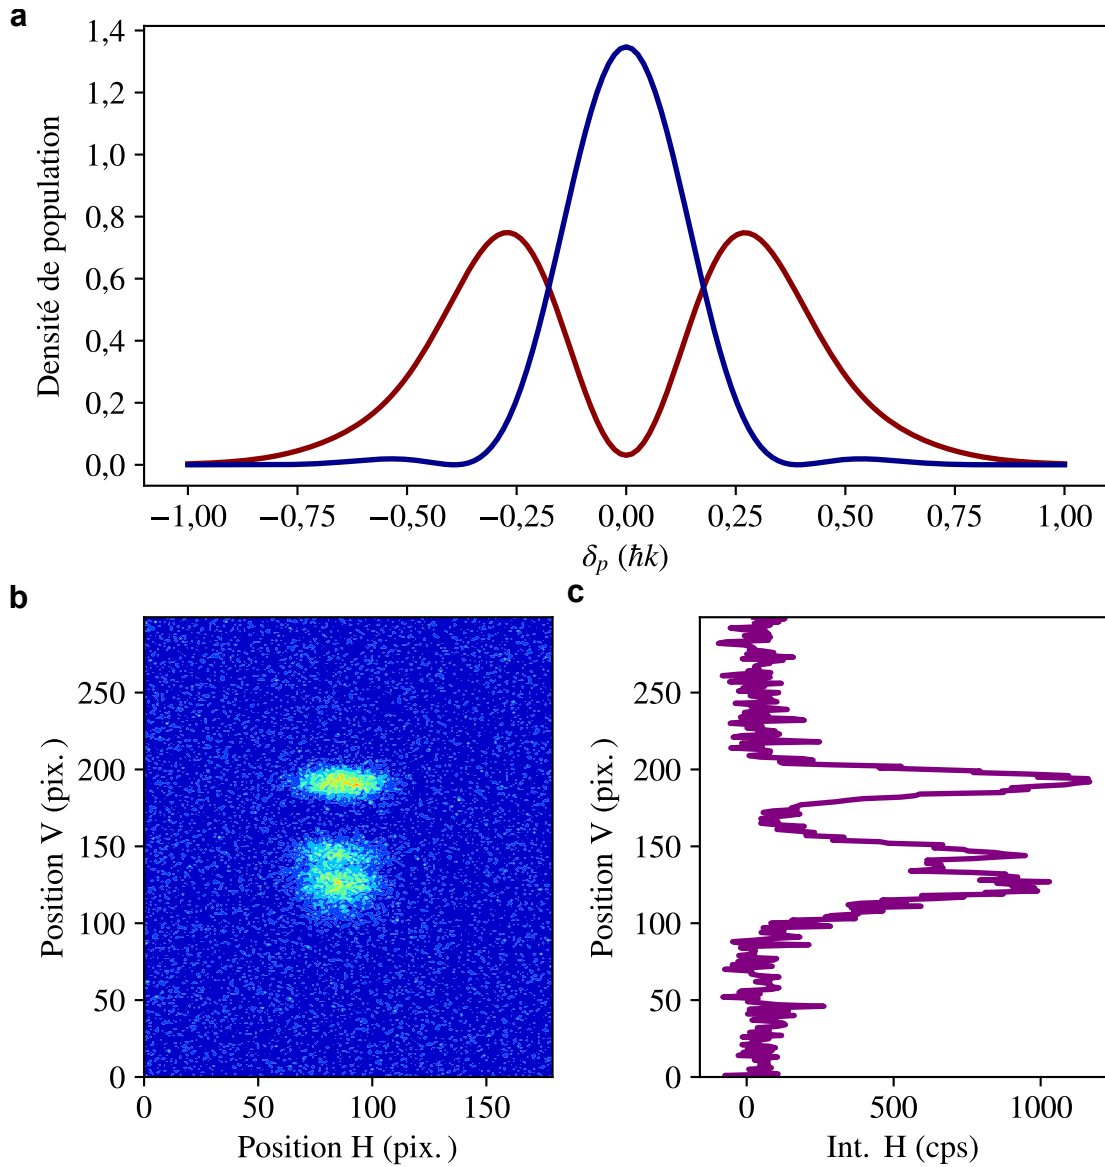 a
1,4
1,2
1,0
0,8
0,6
0,4
0,2
0,0
Densité de population
−1,00 −0,75 −0,50 −0,25 0,00 0,25 0,50 0,75 1,00
δp (ħk)
b
250
200
150
100
50
0
Position V (pix.)
0 50 100 150
Position H (pix.)
c
250
200
150
100
50
0
Position V (pix.)
0 500 1000
Int. H (cps)